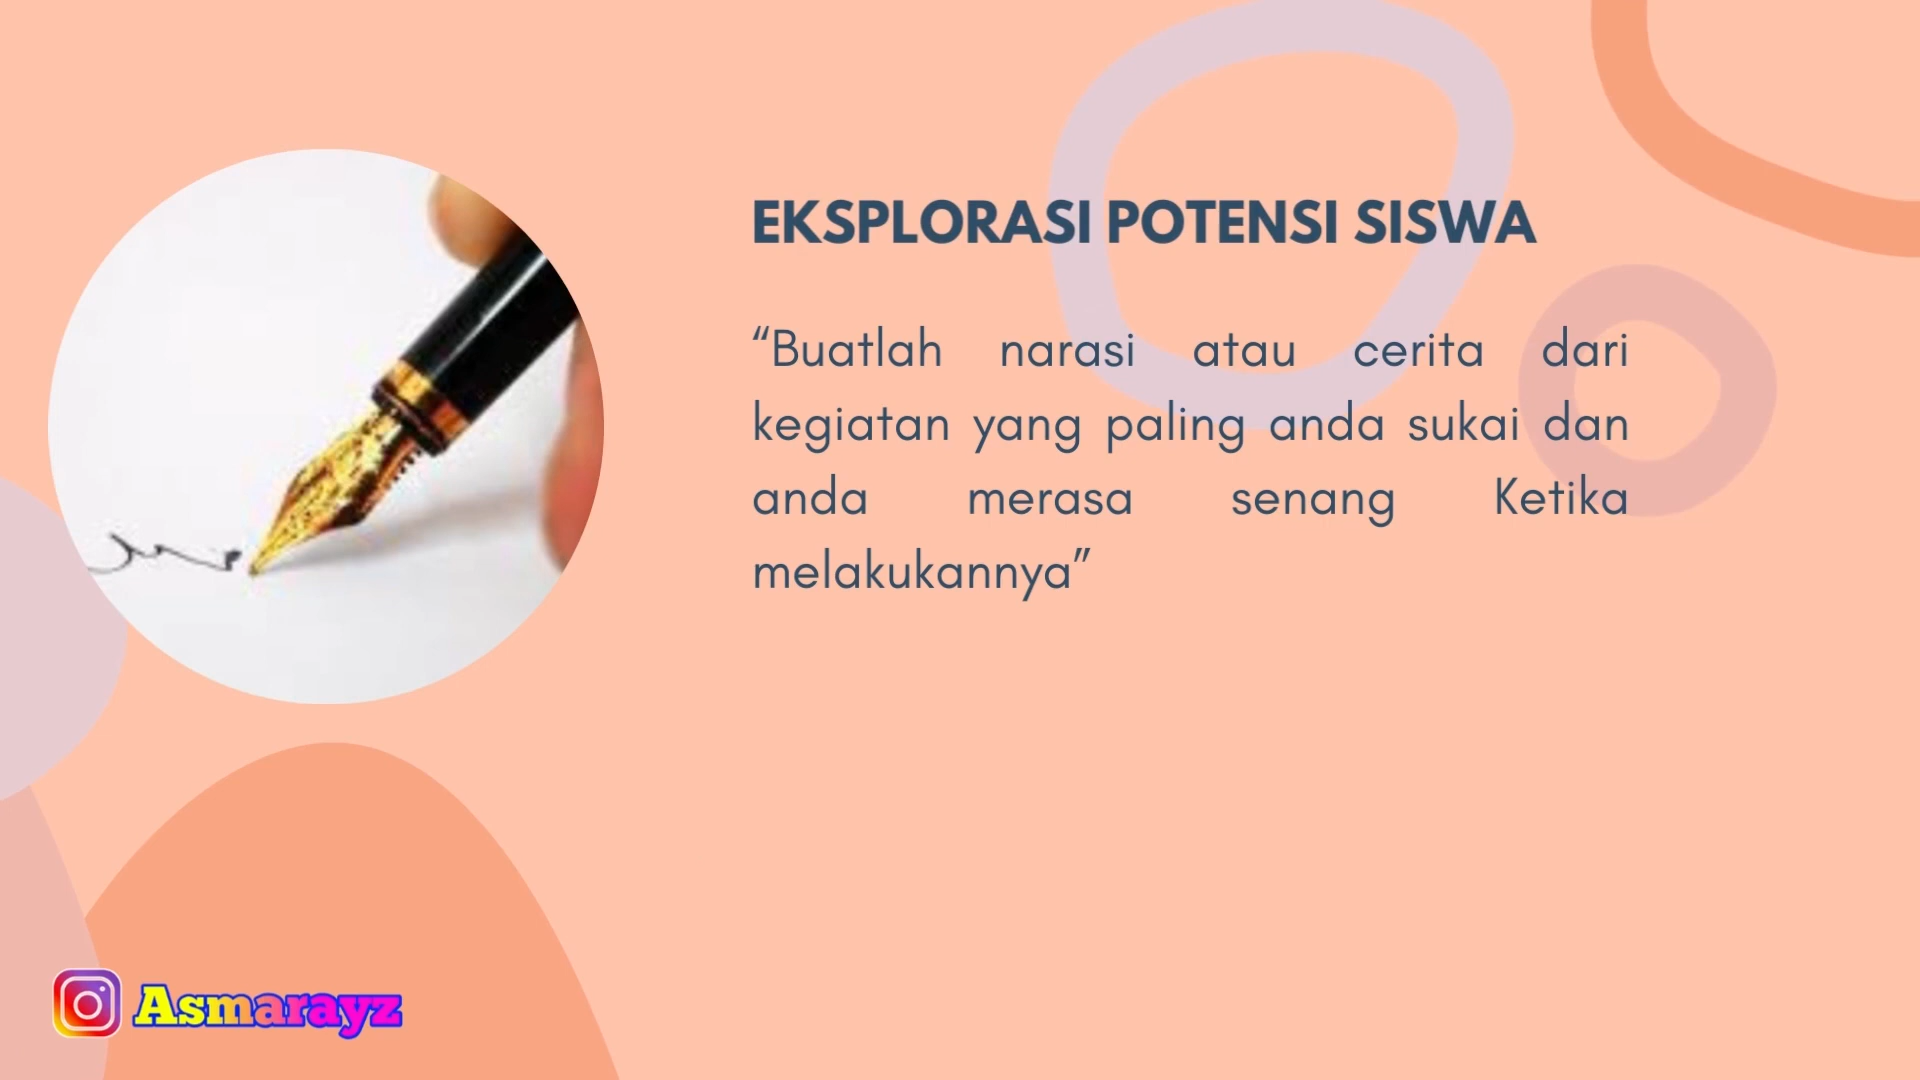 EKSPLORASI POTENSI SISWA
“Buatlah narasi atau cerita dari
kegiatan yang paling anda sukai dan
anda merasa senang Ketika
melakukannya”
Asmarayz